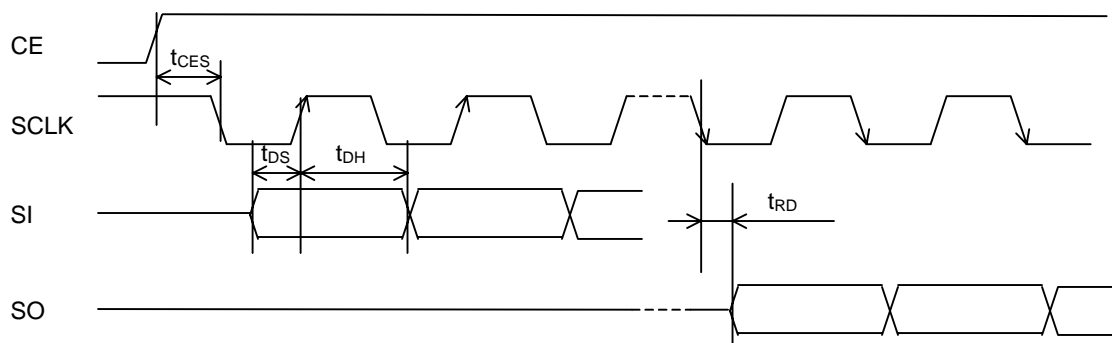 CE
tCES
SCLK
tDS
tDH
SI
tRD
SO